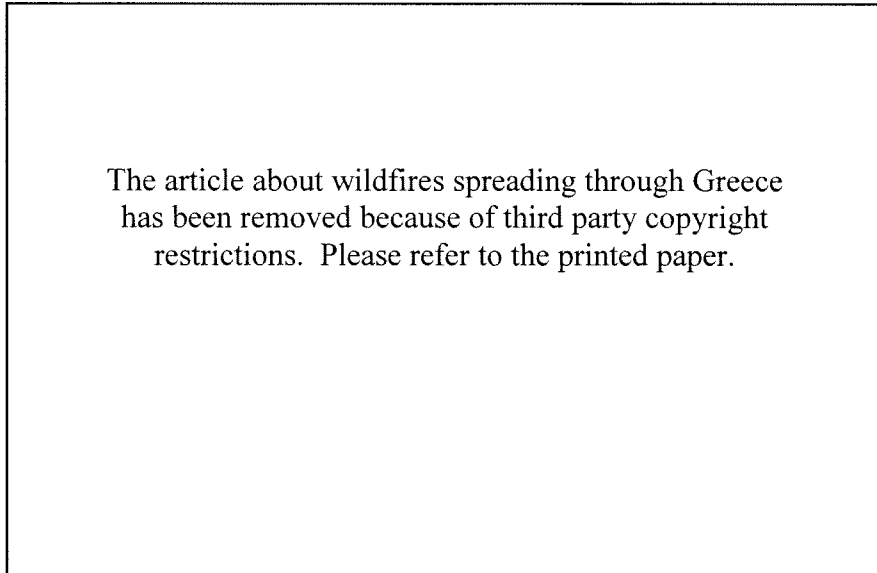 The article about wildfires spreading through Greece
has been removed because of third party copyright
restrictions.  Please refer to the printed paper.